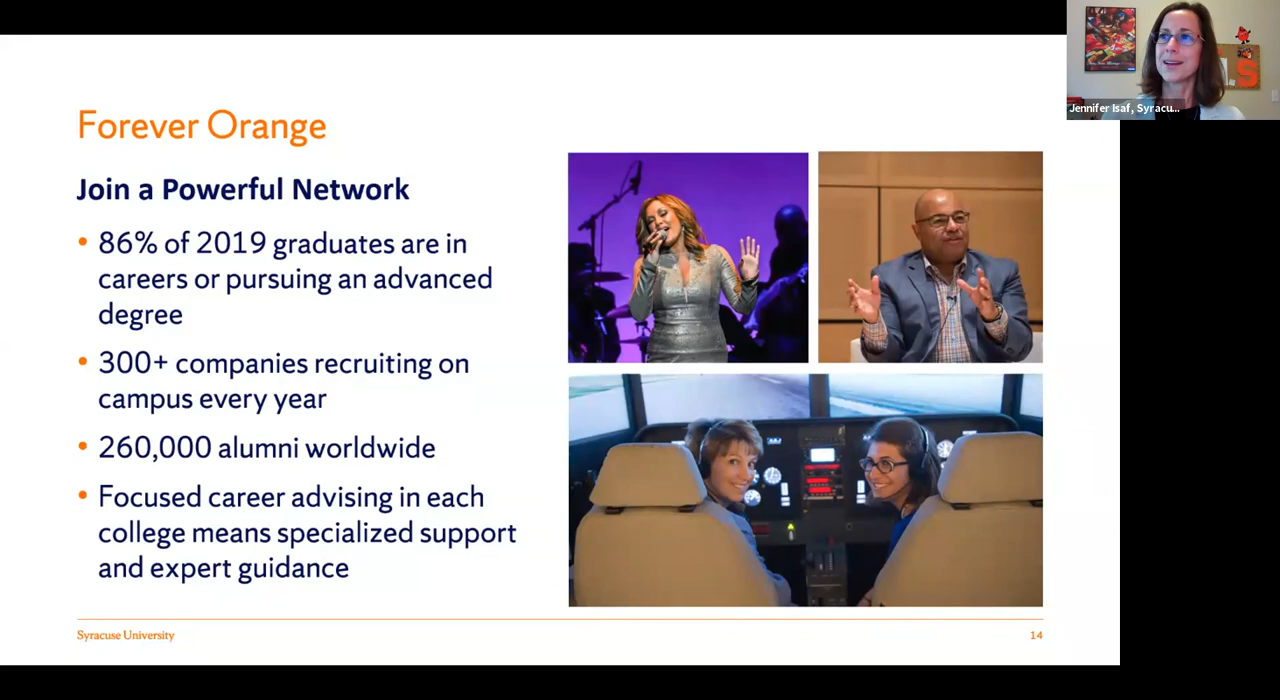 Forever Orange
Join a Powerful Network
• 86% of 2019 graduates are in
careers or pursuing an advanced
degree
• 300+ companies recruiting on
campus every year
• 260,000 alumni worldwide
• Focused career advising in each
college means specialized support
and expert guidance
Syracuse University
14
Jennifer Isaf, Syracu...
S